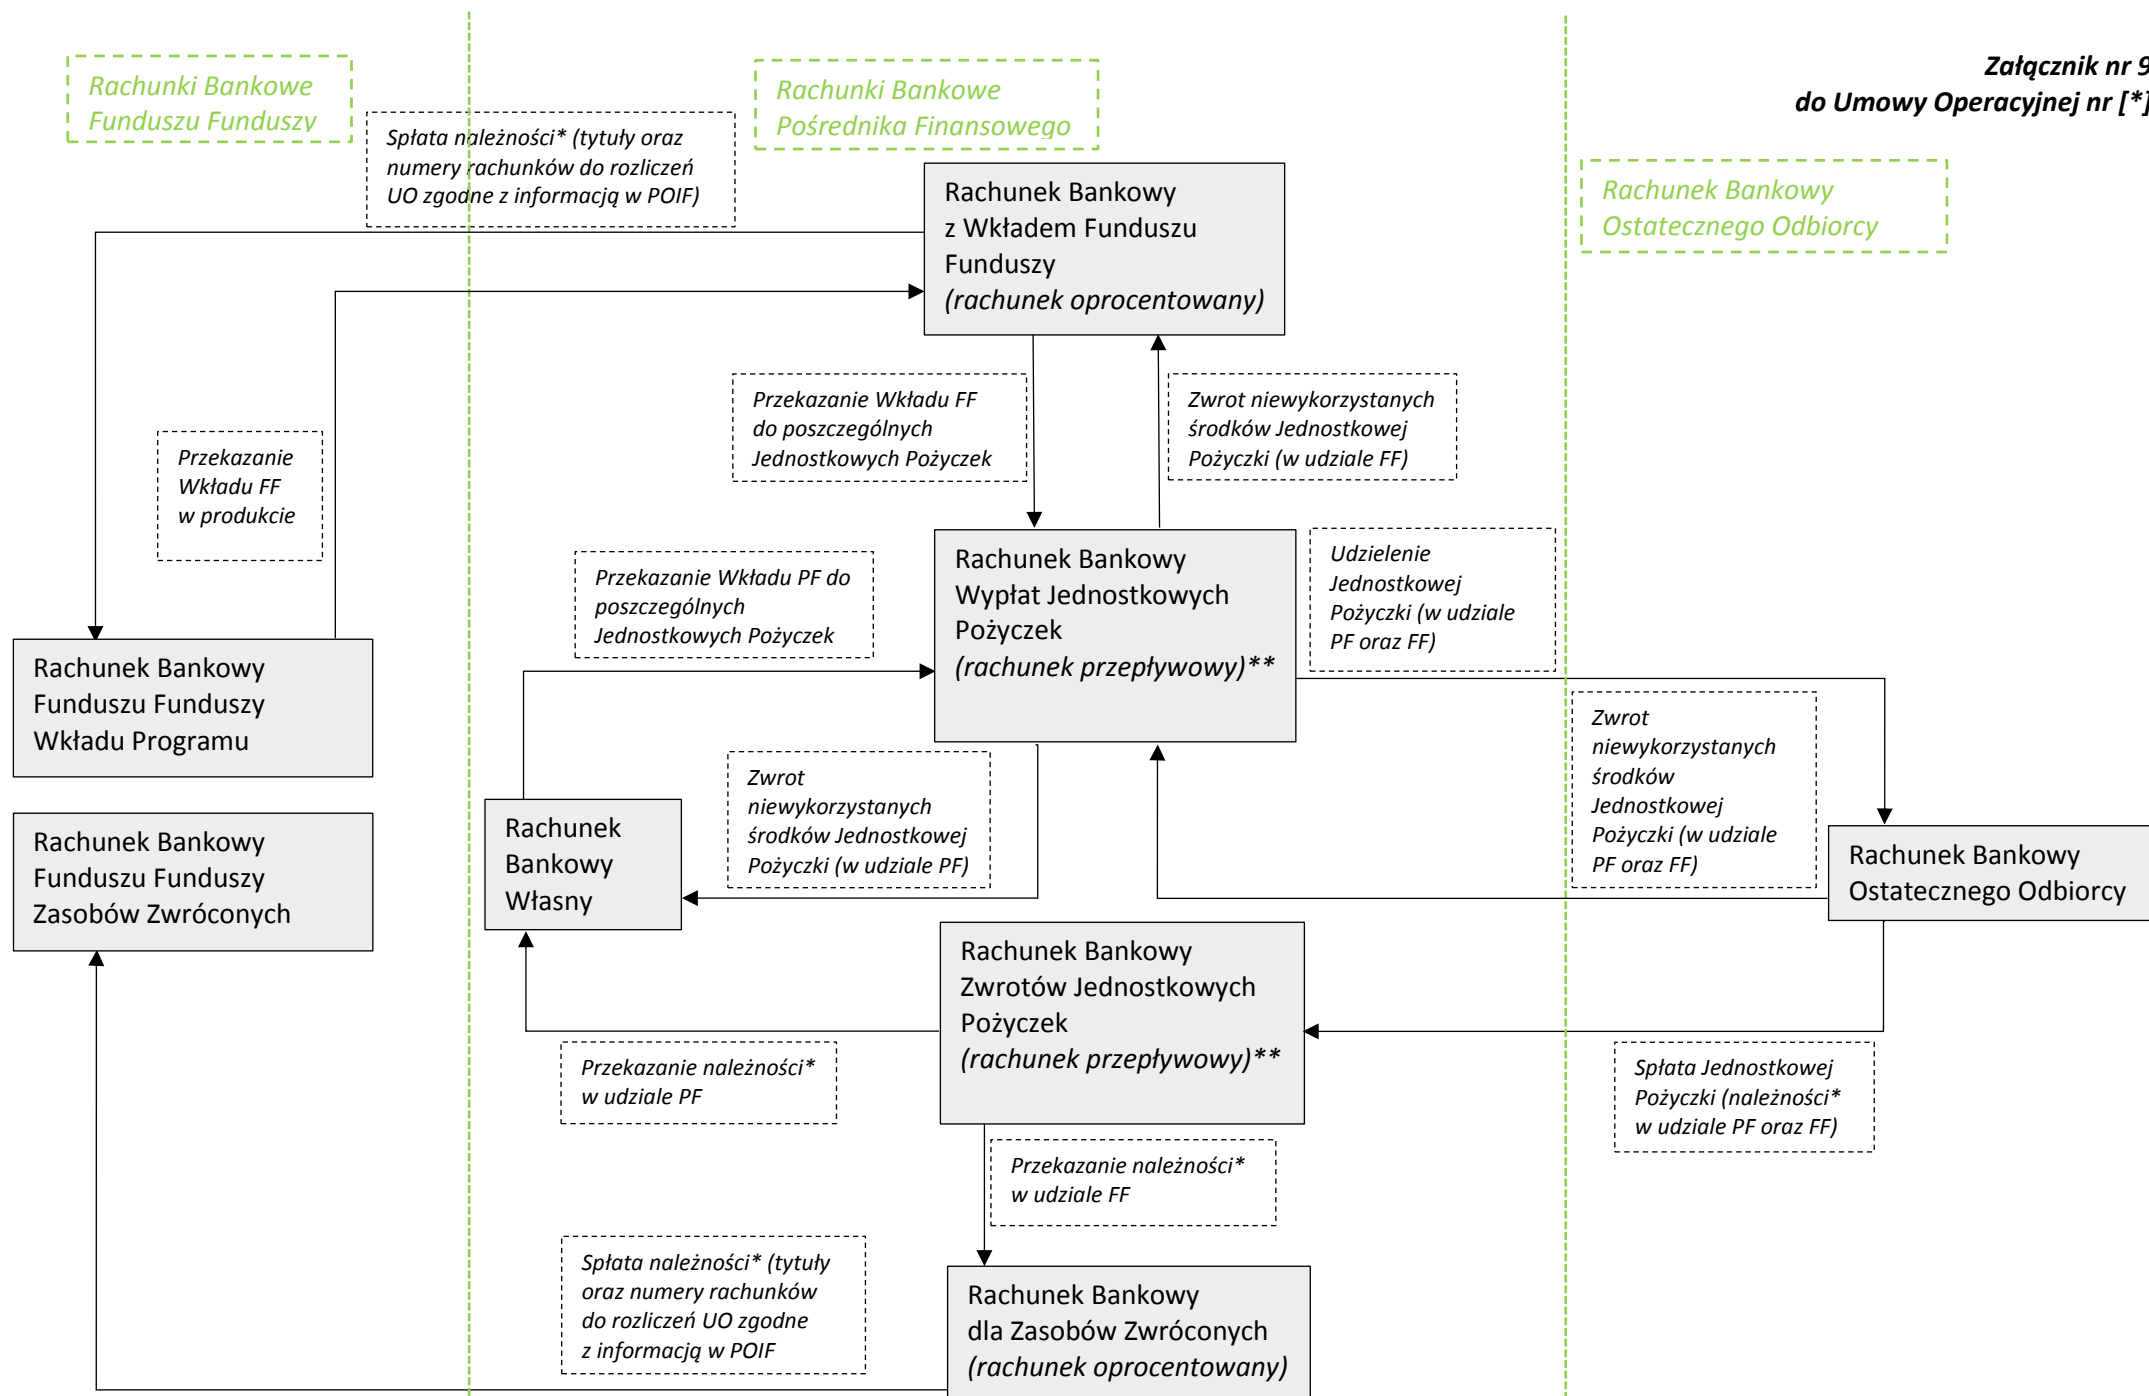 Załącznik nr 9
do Umowy Operacyjnej nr [*]
Rachunki Bankowe
Funduszu Funduszy
Rachunki Bankowe
Pośrednika Finansowego
Rachunek Bankowy
Ostatecznego Odbiorcy
Spłata należności* (tytuły oraz
numery rachunków do rozliczeń
UO zgodne z informacją w POIF)
Rachunek Bankowy
z Wkładem Funduszu
Funduszy
(rachunek oprocentowany)
Przekazanie
Wkładu FF
w produkcie
Przekazanie Wkładu FF
do poszczególnych
Jednostkowych Pożyczek
Zwrot niewykorzystanych
środków Jednostkowej
Pożyczki (w udziale FF)
Przekazanie Wkładu PF do
poszczególnych
Jednostkowych Pożyczek
Rachunek Bankowy
Wypłat Jednostkowych
Pożyczek
(rachunek przepływowy)**
Udzielenie
Jednostkowej
Pożyczki (w udziale
PF oraz FF)
Rachunek Bankowy
Funduszu Funduszy
Wkładu Programu
Zwrot
niewykorzystanych
środków Jednostkowej
Pożyczki (w udziale PF)
Zwrot
niewykorzystanych
środków
Jednostkowej
Pożyczki (w udziale
PF oraz FF)
Rachunek Bankowy
Funduszu Funduszy
Zasobów Zwróconych
Rachunek
Bankowy
Własny
Rachunek Bankowy
Ostatecznego Odbiorcy
Rachunek Bankowy
Zwrotów Jednostkowych
Pożyczek
(rachunek przepływowy)**
Przekazanie należności*
w udziale PF
Spłata Jednostkowej
Pożyczki (należności*
w udziale PF oraz FF)
Przekazanie należności*
w udziale FF
Spłata należności* (tytuły
oraz numery rachunków
do rozliczeń UO zgodne
z informacją w POIF
Rachunek Bankowy
dla Zasobów Zwróconych
(rachunek oprocentowany)